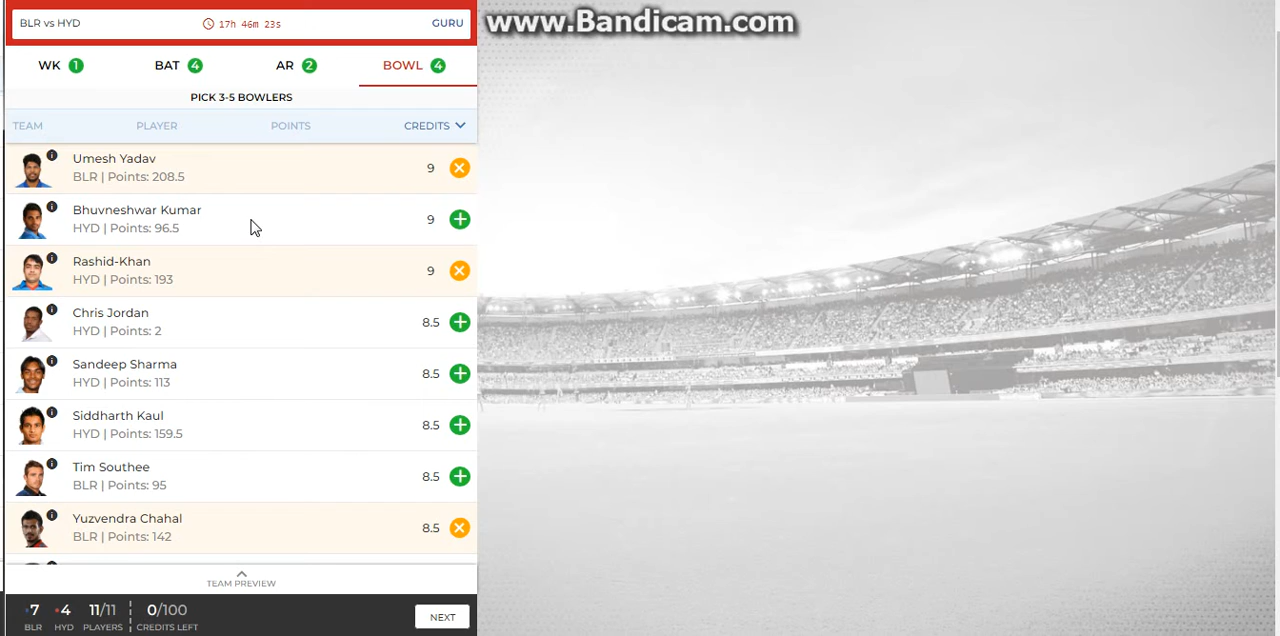 BLR vs HYD 17h 46m 23s GURU
www.Bandicam.com
WK 1 BAT 4 AR 2 BOWL 4
PICK 3-5 BOWLERS
TEAM PLAYER POINTS CREDITS
Umesh Yadav
BLR | Points: 208.5 9
Bhuvneshwar Kumar
HYD | Points: 96.5 9
Rashid-Khan
HYD | Points: 193 9
Chris Jordan
HYD | Points: 2 8.5
Sandeep Sharma
HYD | Points: 113 8.5
Siddharth Kaul
HYD | Points: 159.5 8.5
Tim Southee
BLR | Points: 95 8.5
Yuzvendra Chahal
BLR | Points: 142 8.5
TEAM PREVIEW
7 4 11/11 0/100 NEXT
BLR HYD PLAYERS CREDITS LEFT